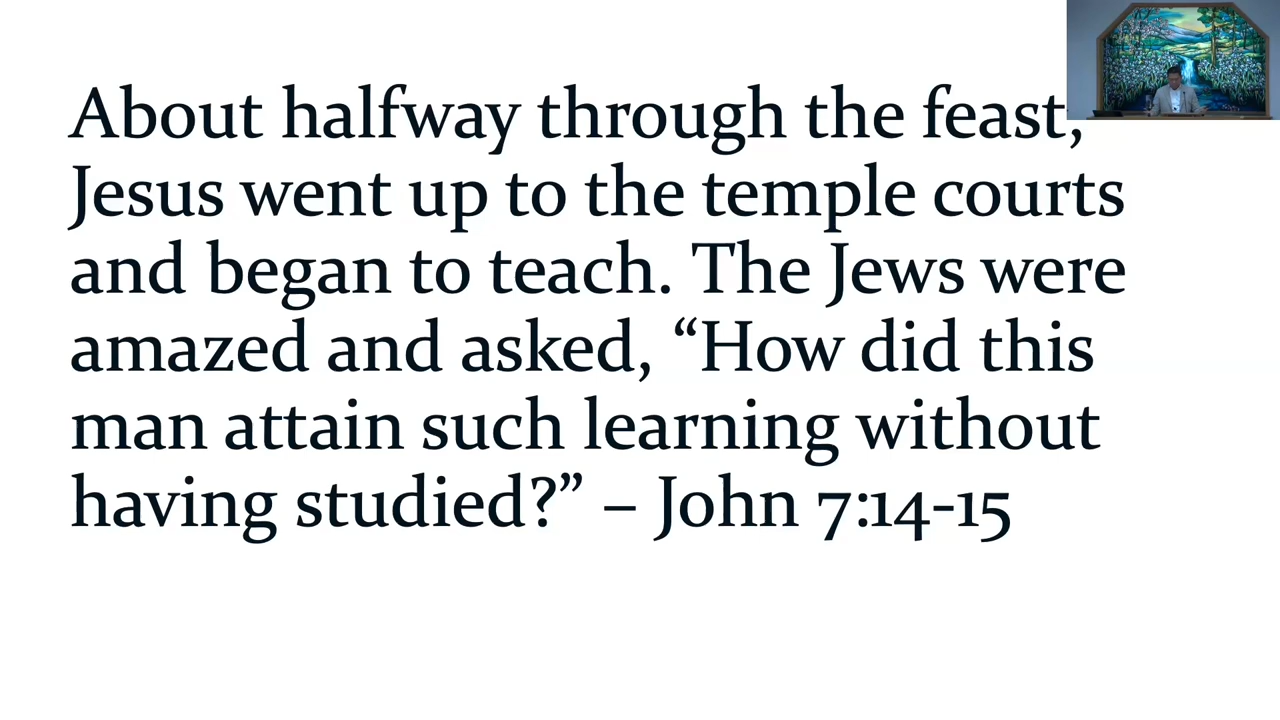 About halfway through the feast,
Jesus went up to the temple courts
and began to teach. The Jews were
amazed and asked, “How did this
man attain such learning without
having studied?” – John 7:14-15